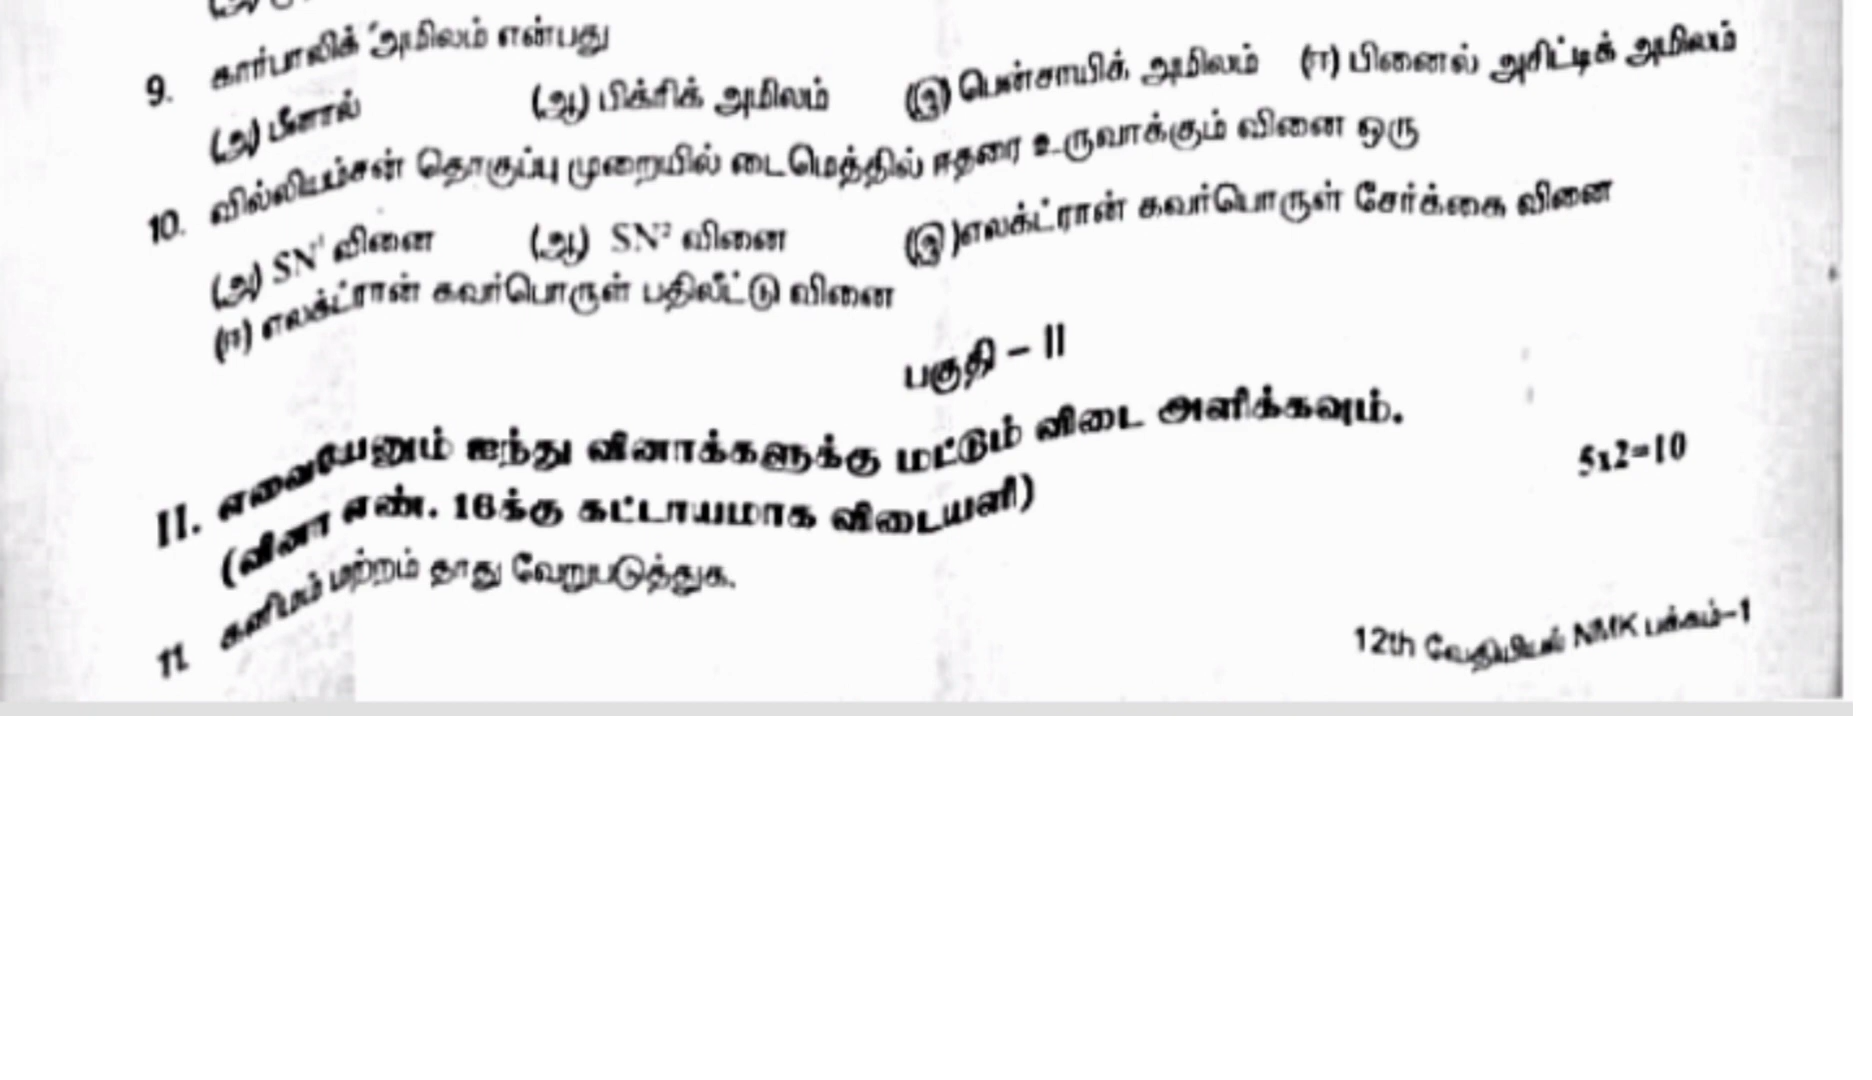 9. கார்பாலிக் அமிலம் என்பது
(அ) பீனால் (ஆ) பிக்ரிக் அமிலம் (இ) பென்சாயிக் அமிலம் (ஈ) பினைல் அசிட்டிக் அமிலம்
10. வில்லியம்சன் தொகுப்பு முறையில் டைமெத்தில் ஈதரை உருவாக்கும் வினை ஒரு
(அ) SN¹ வினை (ஆ) SN² வினை (இ)எலக்ட்ரான் கவர்பொருள் சேர்க்கை வினை
(ஈ) எலக்ட்ரான் கவர்பொருள் பதிலீட்டு வினை
பகுதி – II
II. எவையேனும் ஐந்து வினாக்களுக்கு மட்டும் விடை அளிக்கவும்.
5x2=10
(வினா எண். 16க்கு கட்டாயமாக விடையளி)
11 கனிமம் மற்றம் தாது வேறுபடுத்துக.
12th வேதியியல் NMK பக்கம்–1